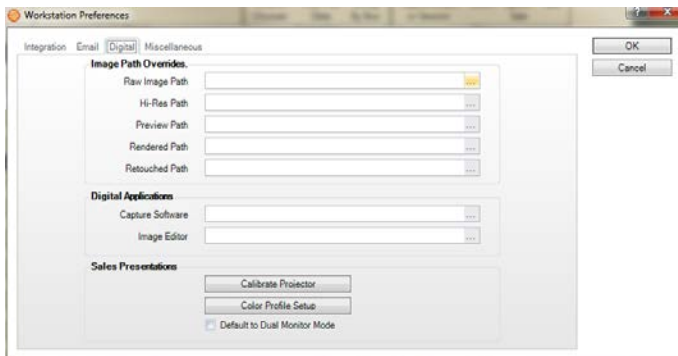 Workstation Preferences
Integration Email Digital Miscellaneous
OK
Cancel
Image Path Overrides.
Raw Image Path ...
Hi-Res Path ...
Preview Path ...
Rendered Path ...
Retouched Path ...
Digital Applications
Capture Software ...
Image Editor ...
Sales Presentations
Calibrate Projector
Color Profile Setup
Default to Dual Monitor Mode